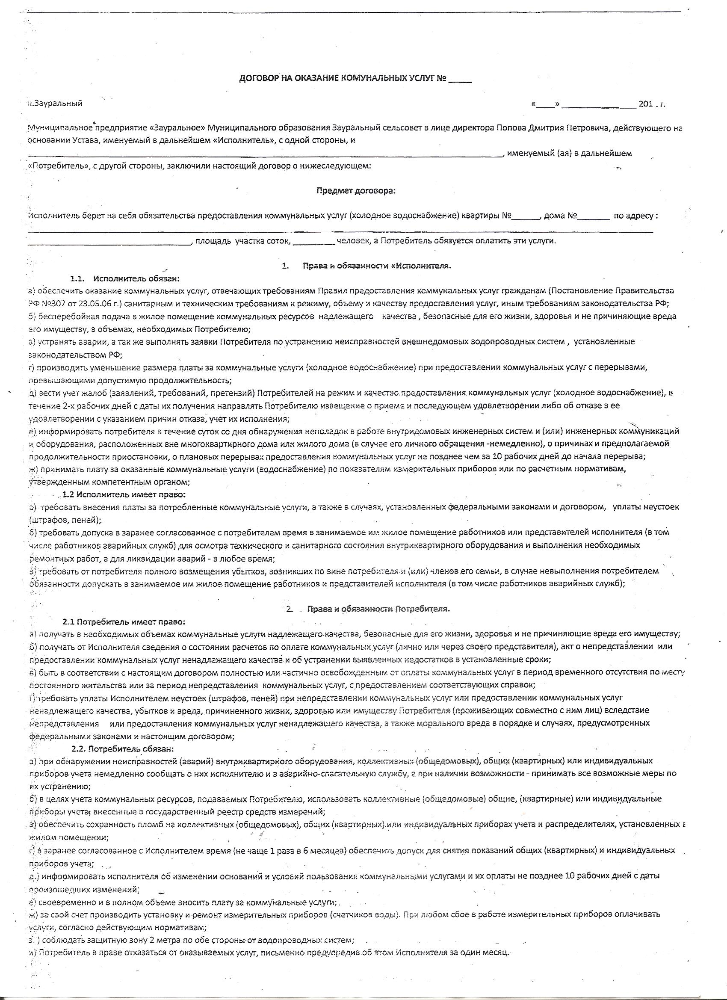 ДОГОВОР НА ОКАЗАНИЕ КОМУНАЛЬНЫХ УСЛУГ № _____
п.Зауральный «____» ________________ 201 . г.
Муниципальное предприятие «Зауральное» Муниципального образования Зауральный сельсовет в лице директора Попова Дмитрия Петровича, действующего на
основании Устава, именуемый в дальнейшем «Исполнитель», с одной стороны, и
____________________, именуемый (ая) в дальнейшем
«Потребитель», с другой стороны, заключили настоящий договор о нижеследующем:
Предмет договора:
Исполнитель берет на себя обязательства предоставления коммунальных услуг (холодное водоснабжение) квартиры №______, дома №_______ по адресу :
____________________
____________________, площадь участка соток, _________ человек, а Потребитель обязуется оплатить эти услуги.
1. Права и обязанности «Исполнителя.
1.1. Исполнитель обязан:
а) обеспечить оказание коммунальных услуг, отвечающих требованиям Правил предоставления коммунальных услуг гражданам (Постановление Правительства
РФ №307 от 23.05.06 г.) санитарным и техническим требованиям к режиму, объему и качеству предоставления услуг, иным требованиям законодательства РФ;
б) бесперебойная подача в жилое помещение коммунальных ресурсов надлежащего качества , безопасные для его жизни, здоровья и не причиняющие вреда
его имуществу, в объемах, необходимых Потребителю;
в) устранять аварии, а так же выполнять заявки Потребителя по устранению неисправностей внешнедомовых водопроводных систем , установленные
законодательством РФ;
г) производить уменьшение размера платы за коммунальные услуги (холодное водоснабжение) при предоставлении коммунальных услуг с перерывами,
превышающими допустимую продолжительность;
д) вести учет жалоб (заявлений, требований, претензий) Потребителей на режим и качество предоставления коммунальных услуг (холодное водоснабжение), в
течение 2-х рабочих дней с даты их получения направлять Потребителю извещение о приеме и последующем удовлетворении либо об отказе в ее
удовлетворении с указанием причин отказа, учет их исполнения;
е) информировать потребителя в течение суток со дня обнаружения неполадок в работе внутридомовых инженерных систем и (или) инженерных коммуникаций
и оборудования, расположенных вне многоквартирного дома или жилого дома (в случае его личного обращения -немедленно), о причинах и предполагаемой
продолжительности приостановки, о плановых перерывах предоставления коммунальных услуг не позднее чем за 10 рабочих дней до начала перерыва;
ж) принимать плату за оказанные коммунальные услуги (водоснабжение) по показателям измерительных приборов или по расчетным нормативам,
утвержденным компетентным органом;
1.2 Исполнитель имеет право:
а) требовать внесения платы за потребленные коммунальные услуги, а также в случаях, установленных федеральными законами и договором, уплаты неустоек
(штрафов, пеней);
б) требовать допуска в заранее согласованное с потребителем время в занимаемое им жилое помещение работников или представителей исполнителя (в том
числе работников аварийных служб) для осмотра технического и санитарного состояния внутриквартирного оборудования и выполнения необходимых
ремонтных работ, а для ликвидации аварий - в любое время;
в) требовать от потребителя полного возмещения убытков, возникших по вине потребителя и (или) членов его семьи, в случае невыполнения потребителем
обязанности допускать в занимаемое им жилое помещение работников и представителей исполнителя (в том числе работников аварийных служб);
2. Права и обязанности Потребителя.
2.1 Потребитель имеет право:
а) получать в необходимых объемах коммунальные услуги надлежащего качества, безопасные для его жизни, здоровья и не причиняющие вреда его имуществу;
б) получать от Исполнителя сведения о состоянии расчетов по оплате коммунальных услуг (лично или через своего представителя), акт о непредставлении или
предоставлении коммунальных услуг ненадлежащего качества и об устранении выявленных недостатков в установленные сроки;
в) быть в соответствии с настоящим договором полностью или частично освобожденным от оплаты коммунальных услуг в период временного отсутствия по месту
постоянного жительства или за период непредставления коммунальных услуг, с предоставлением соответствующих справок;
г) требовать уплаты Исполнителем неустоек (штрафов, пеней) при непредставлении коммунальных услуг или предоставлении коммунальных услуг
ненадлежащего качества, убытков и вреда, причиненного жизни, здоровью или имуществу Потребителя (проживающих совместно с ним лиц) вследствие
непредставления или предоставления коммунальных услуг ненадлежащего качества, а также морального вреда в порядке и случаях, предусмотренных
федеральными законами и настоящим договором;
2.2. Потребитель обязан:
а) при обнаружении неисправностей (аварий) внутриквартирного оборудования, коллективных (общедомовых), общих (квартирных) или индивидуальных
приборов учета немедленно сообщать о них исполнителю и в аварийно-спасательную службу, а при наличии возможности - принимать все возможные меры по
их устранению;
б) в целях учета коммунальных ресурсов, подаваемых Потребителю, использовать коллективные (общедомовые) общие, (квартирные) или индивидуальные
приборы учета; внесенные в государственный реестр средств измерений;
в) обеспечить сохранность пломб на коллективных (общедомовых), общих (квартирных) или индивидуальных приборах учета и распределителях, установленных в
жилом помещении;
г) в заранее согласованное с Исполнителем время (не чаще 1 раза в 6 месяцев) обеспечить допуск для снятия показаний общих (квартирных) и индивидуальных
приборов учета;
д.) информировать исполнителя об изменении оснований и условий пользования коммунальными услугами и их оплаты не позднее 10 рабочих дней с даты
произошедших изменений;
е) своевременно и в полном объеме вносить плату за коммунальные услуги;
ж) за свой счет производить установку и ремонт измерительных приборов (счетчиков воды). При любом сбое в работе измерительных приборов оплачивать
услуги, согласно действующим нормативам;
з. ) соблюдать защитную зону 2 метра по обе стороны от водопроводных систем;
и) Потребитель в праве отказаться от оказываемых услуг, письменно предупредив об этом Исполнителя за один месяц.